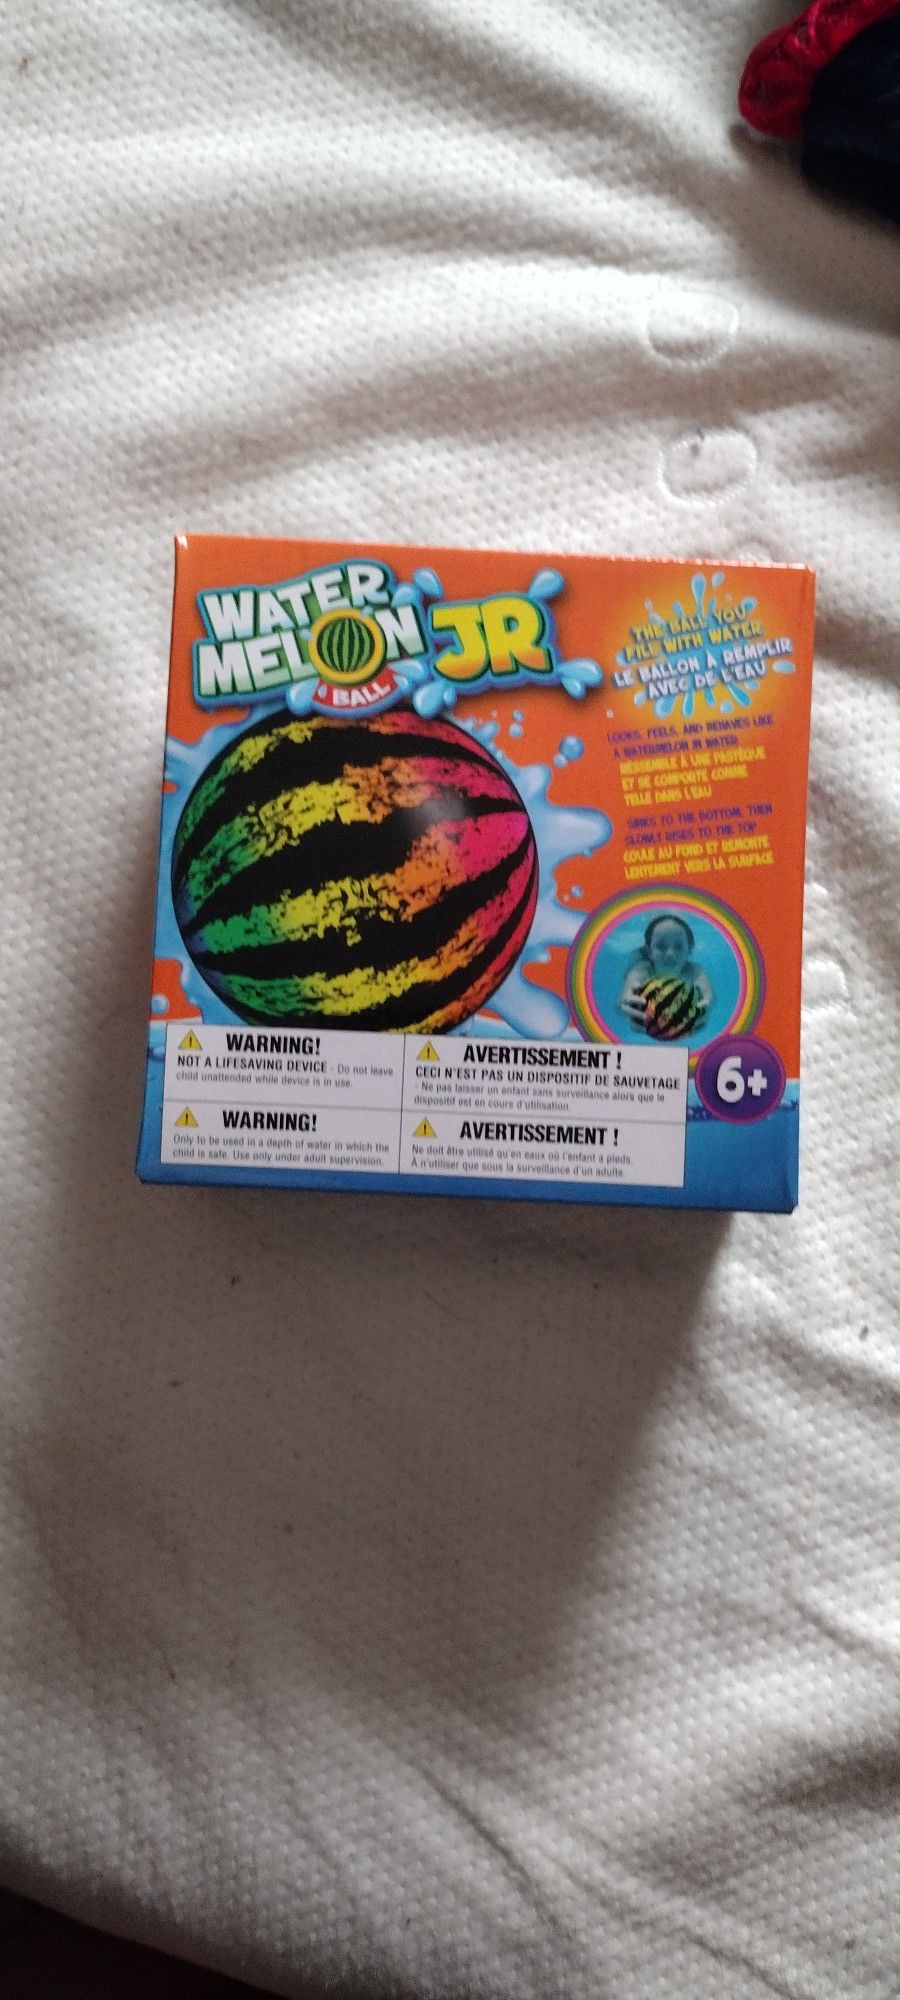 WATER
MELON
BALL
JR
THE BALL YOU
FILL WITH WATER
LE BALLON À REMPLIR
AVEC DE L'EAU
LOOKS, FEELS, AND BEHAVES LIKE
A WATERMELON IN WATER
RESSEMBLE À UNE PASTÈQUE
ET SE COMPORTE COMME
TELLE DANS L'EAU
SINKS TO THE BOTTOM, THEN
SLOWLY RISES TO THE TOP
COULE AU FOND ET REMONTE
LENTEMENT VERS LA SURFACE
6+
WARNING!
NOT A LIFESAVING DEVICE - Do not leave
child unattended while device is in use.
WARNING!
Only to be used in a depth of water in which the
child is safe. Use only under adult supervision.
AVERTISSEMENT !
CECI N'EST PAS UN DISPOSITIF DE SAUVETAGE
- Ne pas laisser un enfant sans surveillance alors que le
dispositif est en cours d'utilisation.
AVERTISSEMENT !
Ne doit être utilisé qu'en eaux où l'enfant a pieds.
À n'utiliser que sous la surveillance d'un adulte.